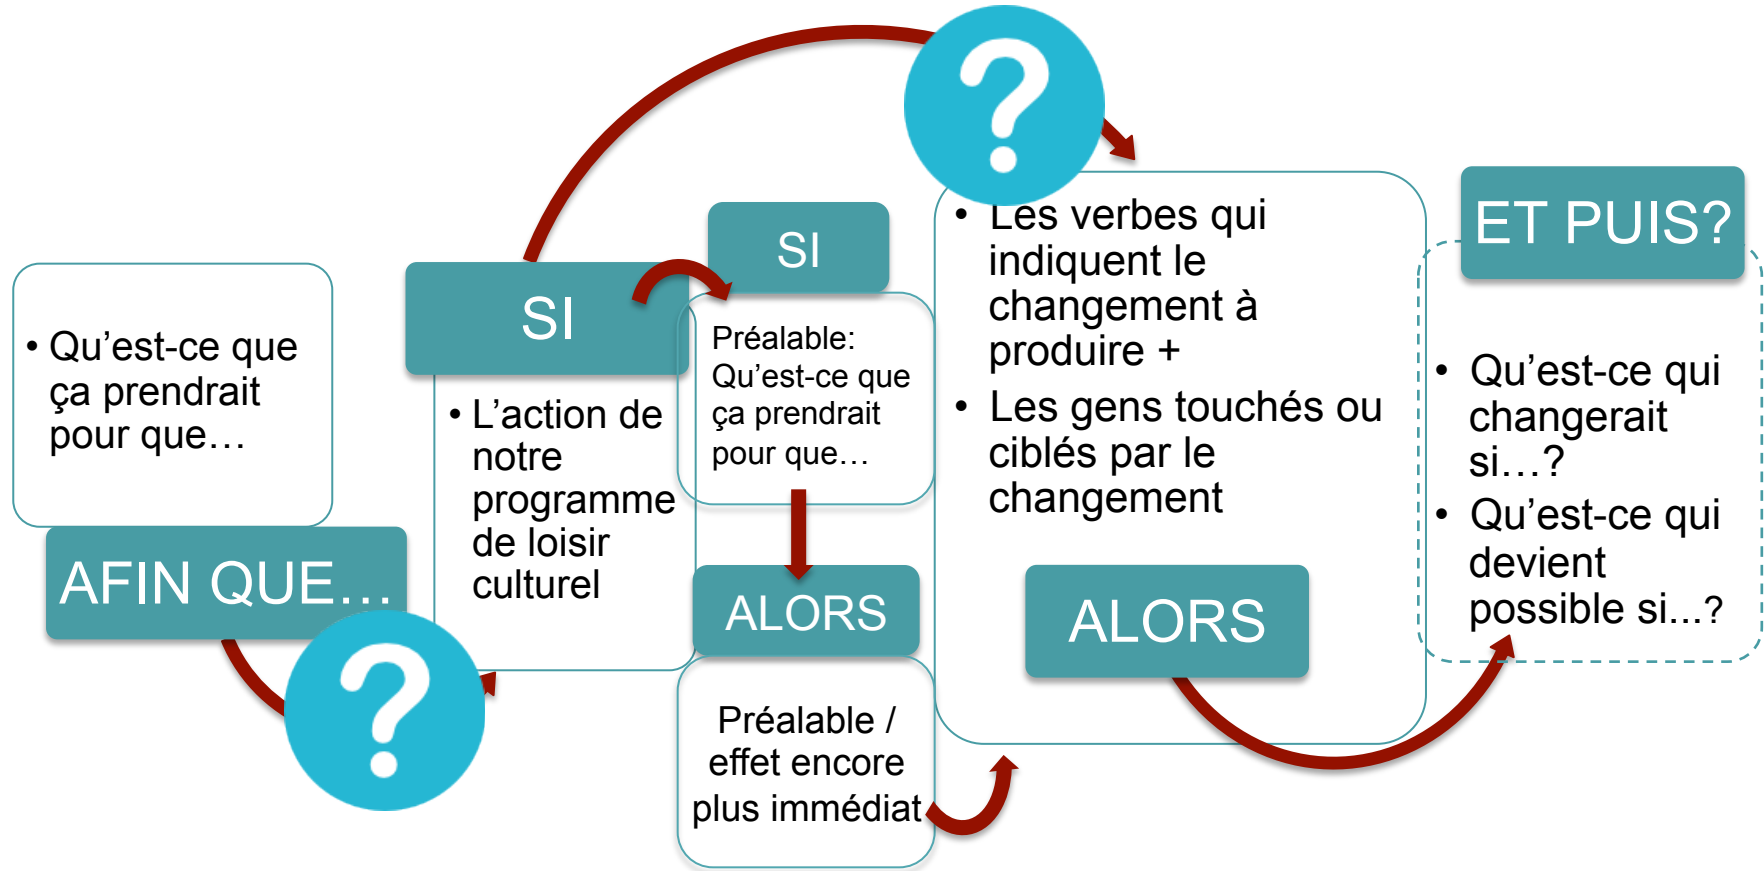 • Qu’est-ce que
ça prendrait
pour que…
AFIN QUE…
?
SI
• L’action de
notre
programme
de loisir
culturel
SI
Préalable:
Qu’est-ce que
ça prendrait
pour que…
ALORS
Préalable /
effet encore
plus immédiat
?
• Les verbes qui
indiquent le
changement à
produire +
• Les gens touchés ou
ciblés par le
changement
ALORS
ET PUIS?
• Qu’est-ce qui
changerait
si…?
• Qu’est-ce qui
devient
possible si...?